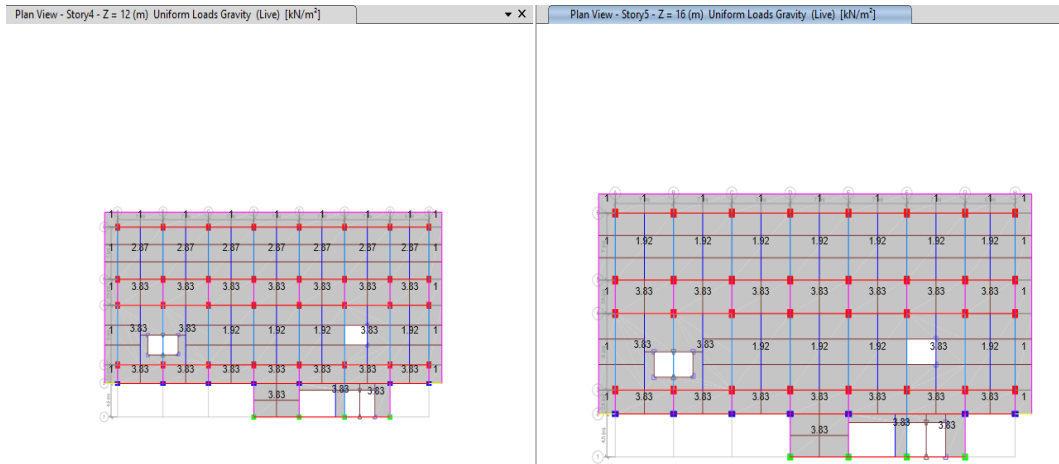 Plan View - Story4 - Z = 12 (m) Uniform Loads Gravity (Live) [kN/m²]
1 1 1 1 1 1 1 1 1
1 2.87 2.87 2.87 2.87 2.87 2.87 2.87 1
1 3.83 3.83 3.83 3.83 3.83 3.83 3.83 1
1 3.83 3.83 1.92 1.92 1.92 3.83 1.92 1
1 3.83 3.83 3.83 3.83 3.83 3.83 3.83 1
3.83 3.83 3.83
1
Plan View - Story5 - Z = 16 (m) Uniform Loads Gravity (Live) [kN/m²]
1 1 1 1 1 1 1 1 1
1 1.92 1.92 1.92 1.92 1.92 1.92 1.92 1
1 3.83 3.83 3.83 3.83 3.83 3.83 3.83 1
1 3.83 3.83 1.92 1.92 1.92 3.83 1.92 1
1 3.83 3.83 3.83 3.83 3.83 3.83 3.83 1
3.83 3.83 3.83
1